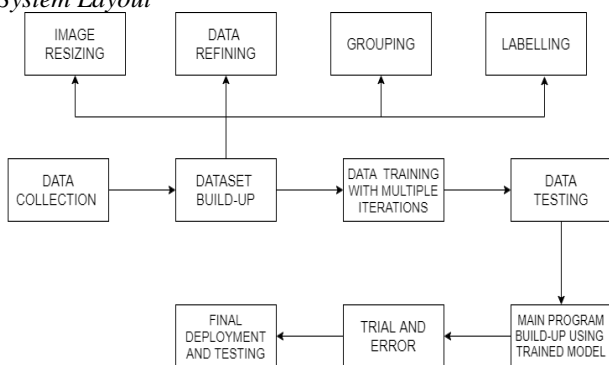 System Layout
IMAGE
RESIZING
DATA
REFINING
GROUPING
LABELLING
DATA
COLLECTION
DATASET
BUILD-UP
DATA TRAINING
WITH MULTIPLE
ITERATIONS
DATA
TESTING
FINAL
DEPLOYMENT
AND TESTING
TRIAL AND
ERROR
MAIN PROGRAM
BUILD-UP USING
TRAINED MODEL